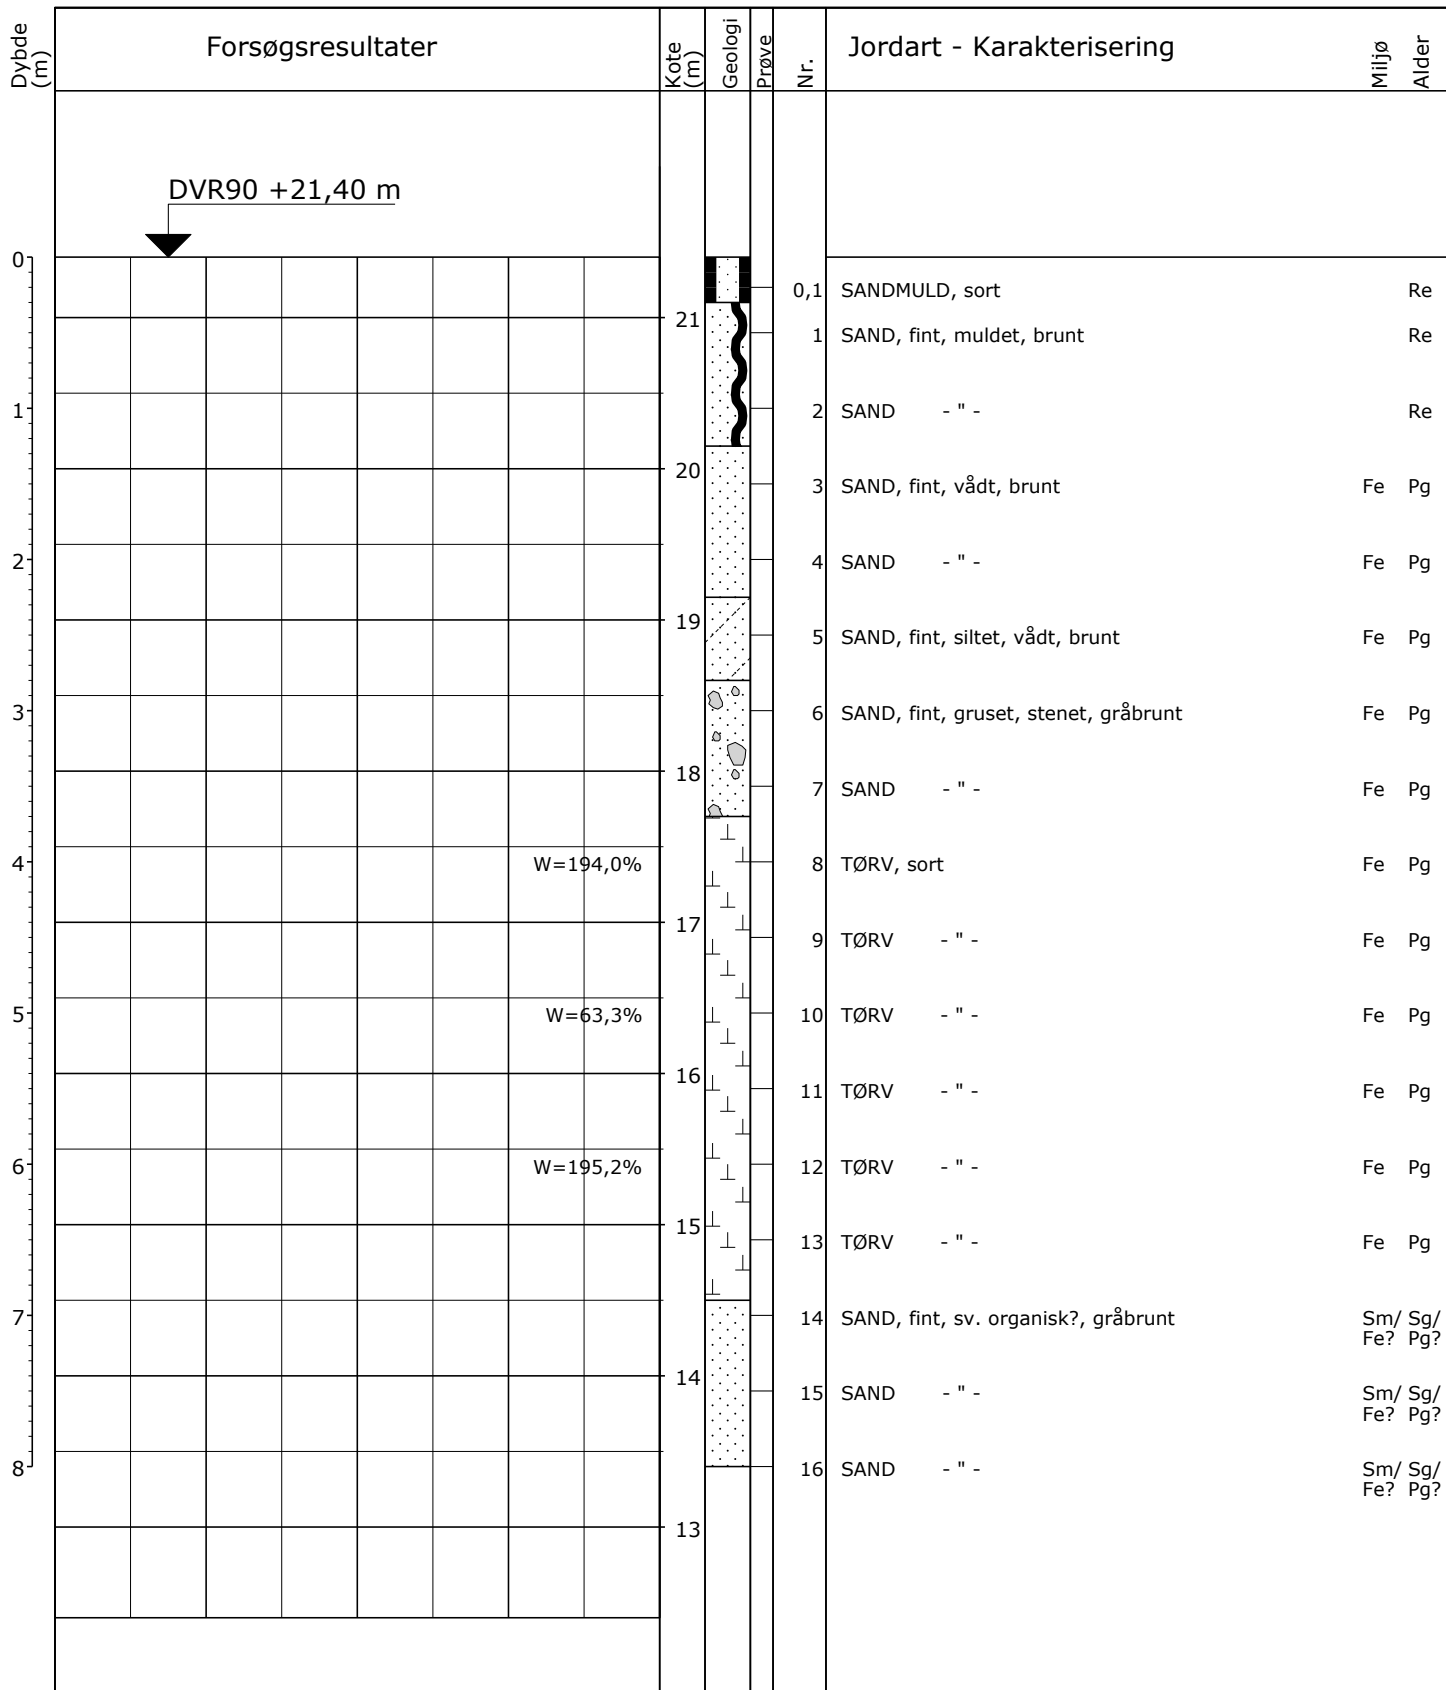 Dybde (m)
Forsøgsresultater
Kote (m)
Geologi
Prøve
Nr.
Jordart - Karakterisering
Miljø
Alder
DVR90 +21,40 m
0
0,1 SANDMULD, sort Re
21
1 SAND, fint, muldet, brunt Re
1
2 SAND - " - Re
20
3 SAND, fint, vådt, brunt Fe Pg
2
4 SAND - " - Fe Pg
19
5 SAND, fint, siltet, vådt, brunt Fe Pg
3
6 SAND, fint, gruset, stenet, gråbrunt Fe Pg
18
7 SAND - " - Fe Pg
4 W=194,0%
8 TØRV, sort Fe Pg
17
9 TØRV - " - Fe Pg
5 W=63,3%
10 TØRV - " - Fe Pg
16
11 TØRV - " - Fe Pg
6 W=195,2%
12 TØRV - " - Fe Pg
15
13 TØRV - " - Fe Pg
7
14 SAND, fint, sv. organisk?, gråbrunt Sm/ Sg/
Fe? Pg?
14
15 SAND - " - Sm/ Sg/
Fe? Pg?
8
16 SAND - " - Sm/ Sg/
Fe? Pg?
13